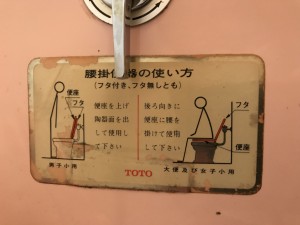 腰掛便器の使い方
(フタ付き、フタ無しとも)
便座
フタ
便座を上げ
陶器面を出
して使用し
て下さい
男子小用
後ろ向きに
便座に腰を
掛けて使用
して下さい
フタ
便座
大便及び女子小用
TOTO